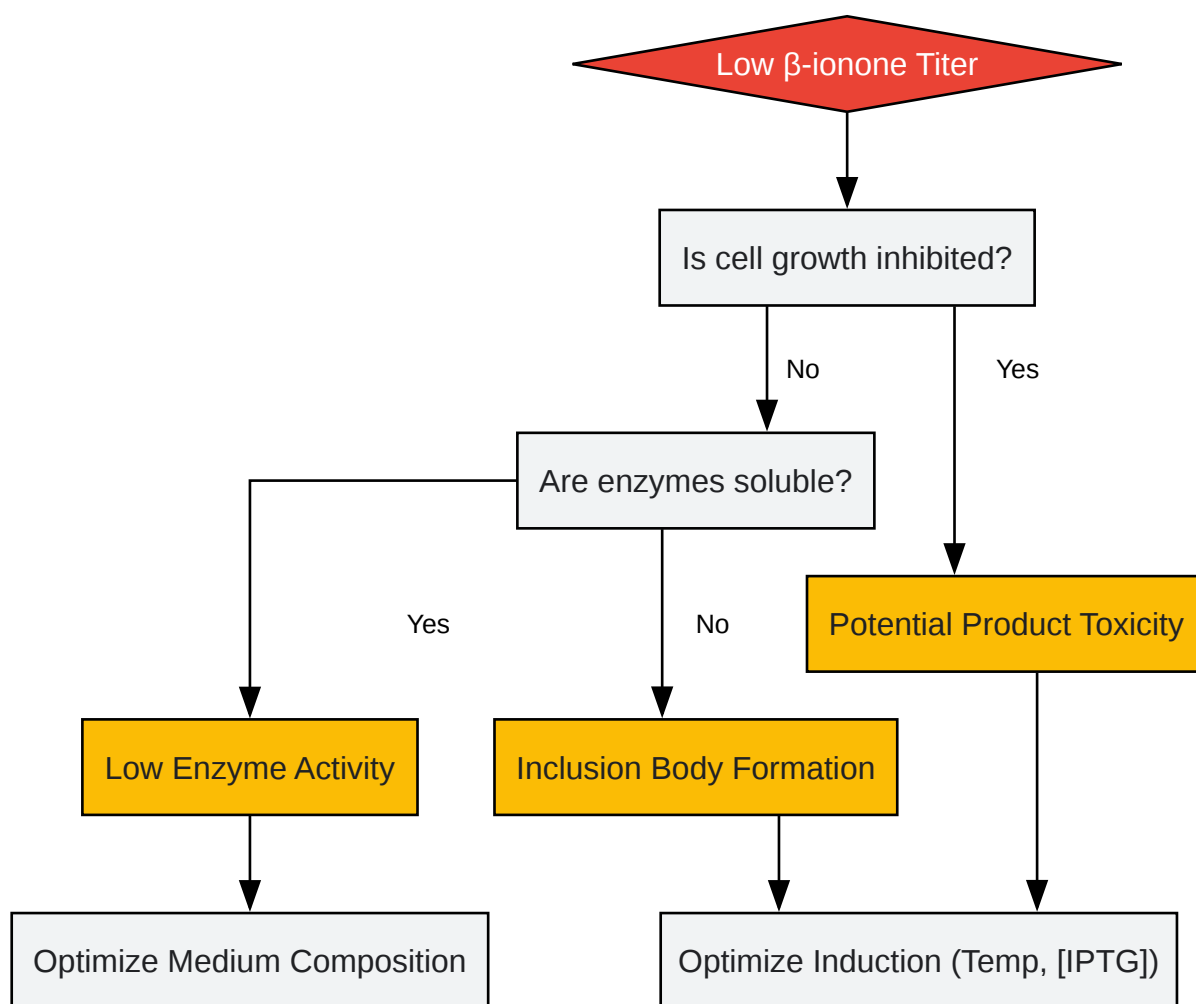 Low β-ionone Titer
Is cell growth inhibited?
No
Yes
Are enzymes soluble?
Yes
No
Potential Product Toxicity
Low Enzyme Activity
Inclusion Body Formation
Optimize Medium Composition
Optimize Induction (Temp, [IPTG])